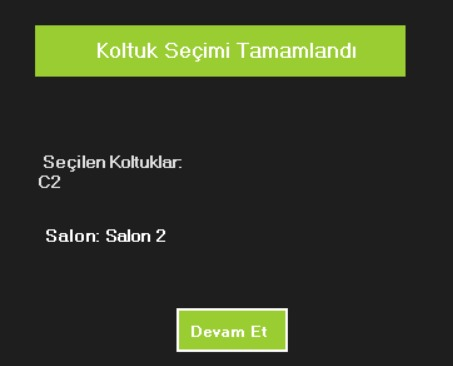 Koltuk Seçimi Tamamlandı
Seçilen Koltuklar:
C2
Salon: Salon 2
Devam Et